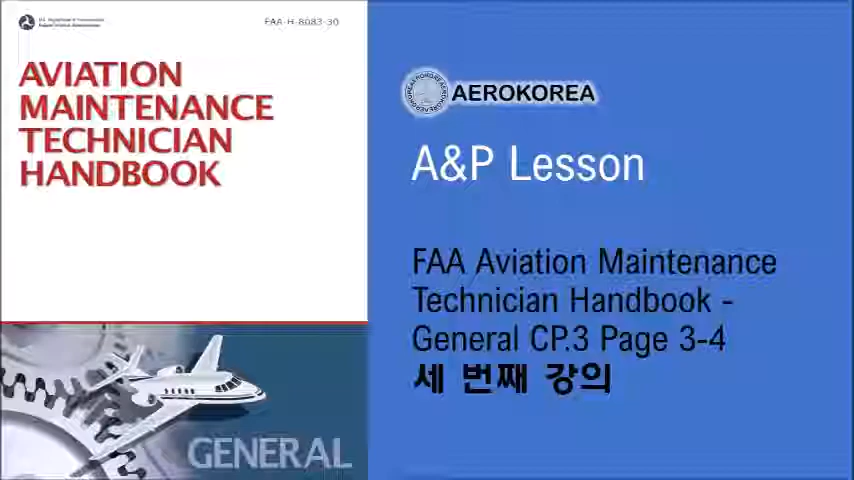 FAA-H-8083-30
AVIATION
MAINTENANCE
TECHNICIAN
HANDBOOK
GENERAL
AEROKOREA
A&P Lesson
FAA Aviation Maintenance
Technician Handbook -
General CP.3 Page 3-4
세 번째 강의